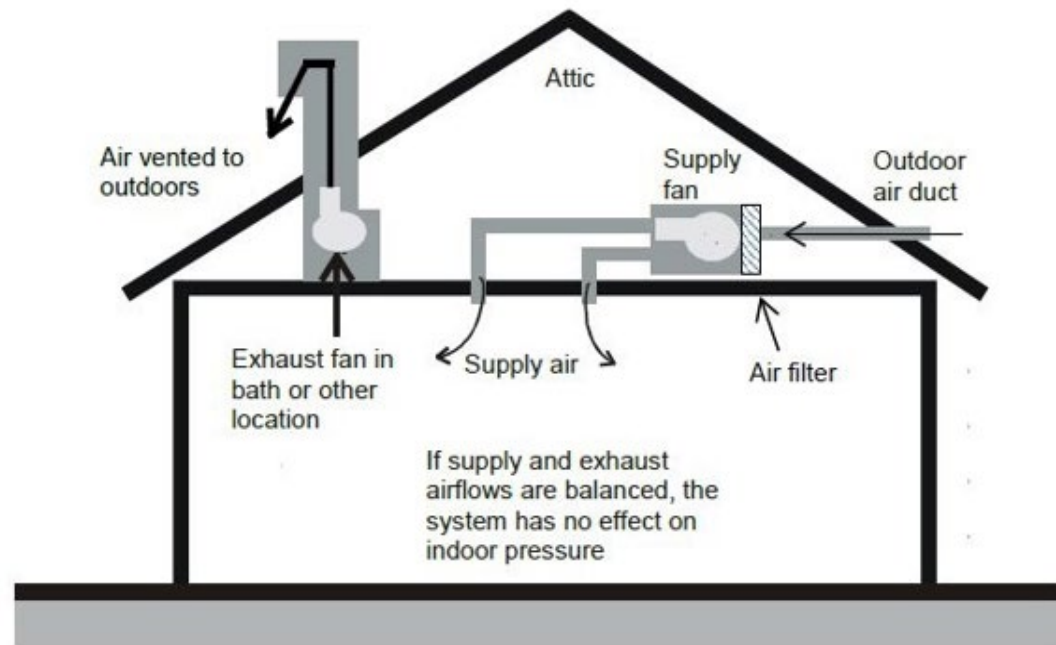 Attic
Air vented to
outdoors
Supply
fan
Outdoor
air duct
Exhaust fan in
bath or other
location
Supply air
Air filter
If supply and exhaust
airflows are balanced, the
system has no effect on
indoor pressure